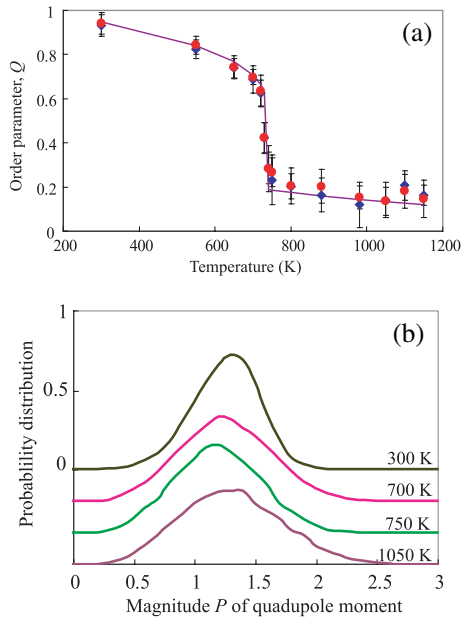 (a)
Order parameter, Q
1
0.8
0.6
0.4
0.2
0
200
400
600
800
1000
1200
Temperature (K)
(b)
Probablility distribution
1
0.5
0
300 K
700 K
750 K
1050 K
0
0.5
1
1.5
2
2.5
3
Magnitude P of quadupole moment